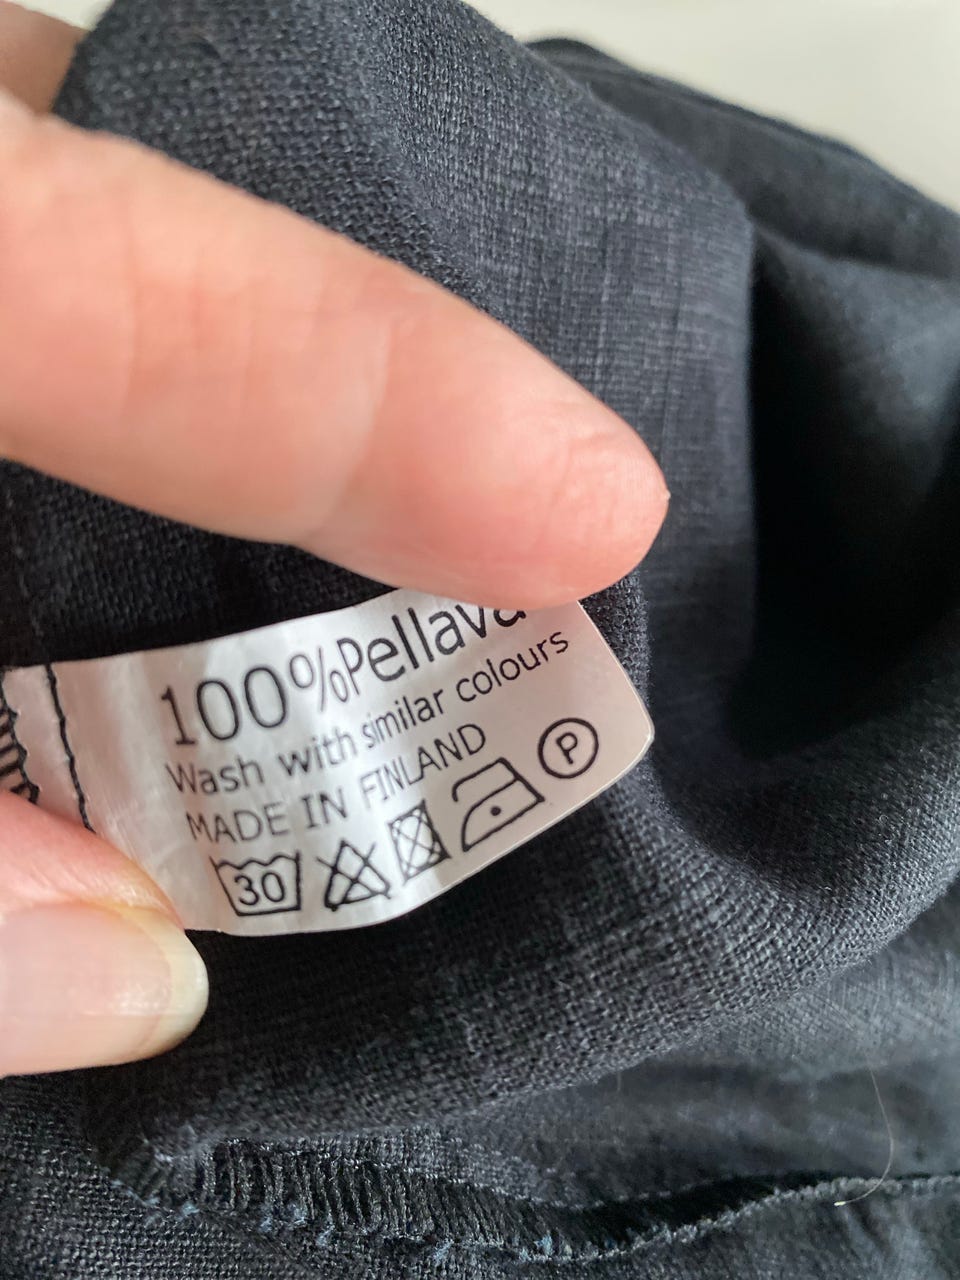 100%Pellava
Wash with similar colours
MADE IN FINLAND
30 P